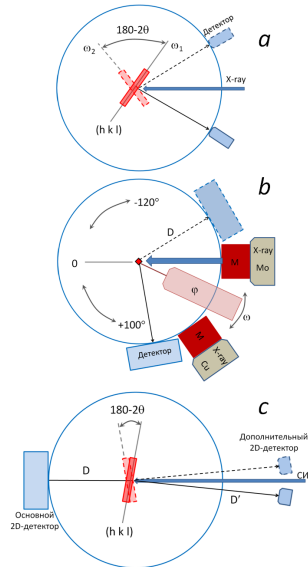 a
180-2θ
ω₂
ω₁
Детектор
X-ray
(h k l)
b
-120°
D
X-ray
M
Mo
0
φ
ω
+100°
Детектор
M
X-ray
Cu
c
180-2θ
Дополнительный
2D-детектор
D
СИ
D’
Основной
2D-детектор
(h k l)